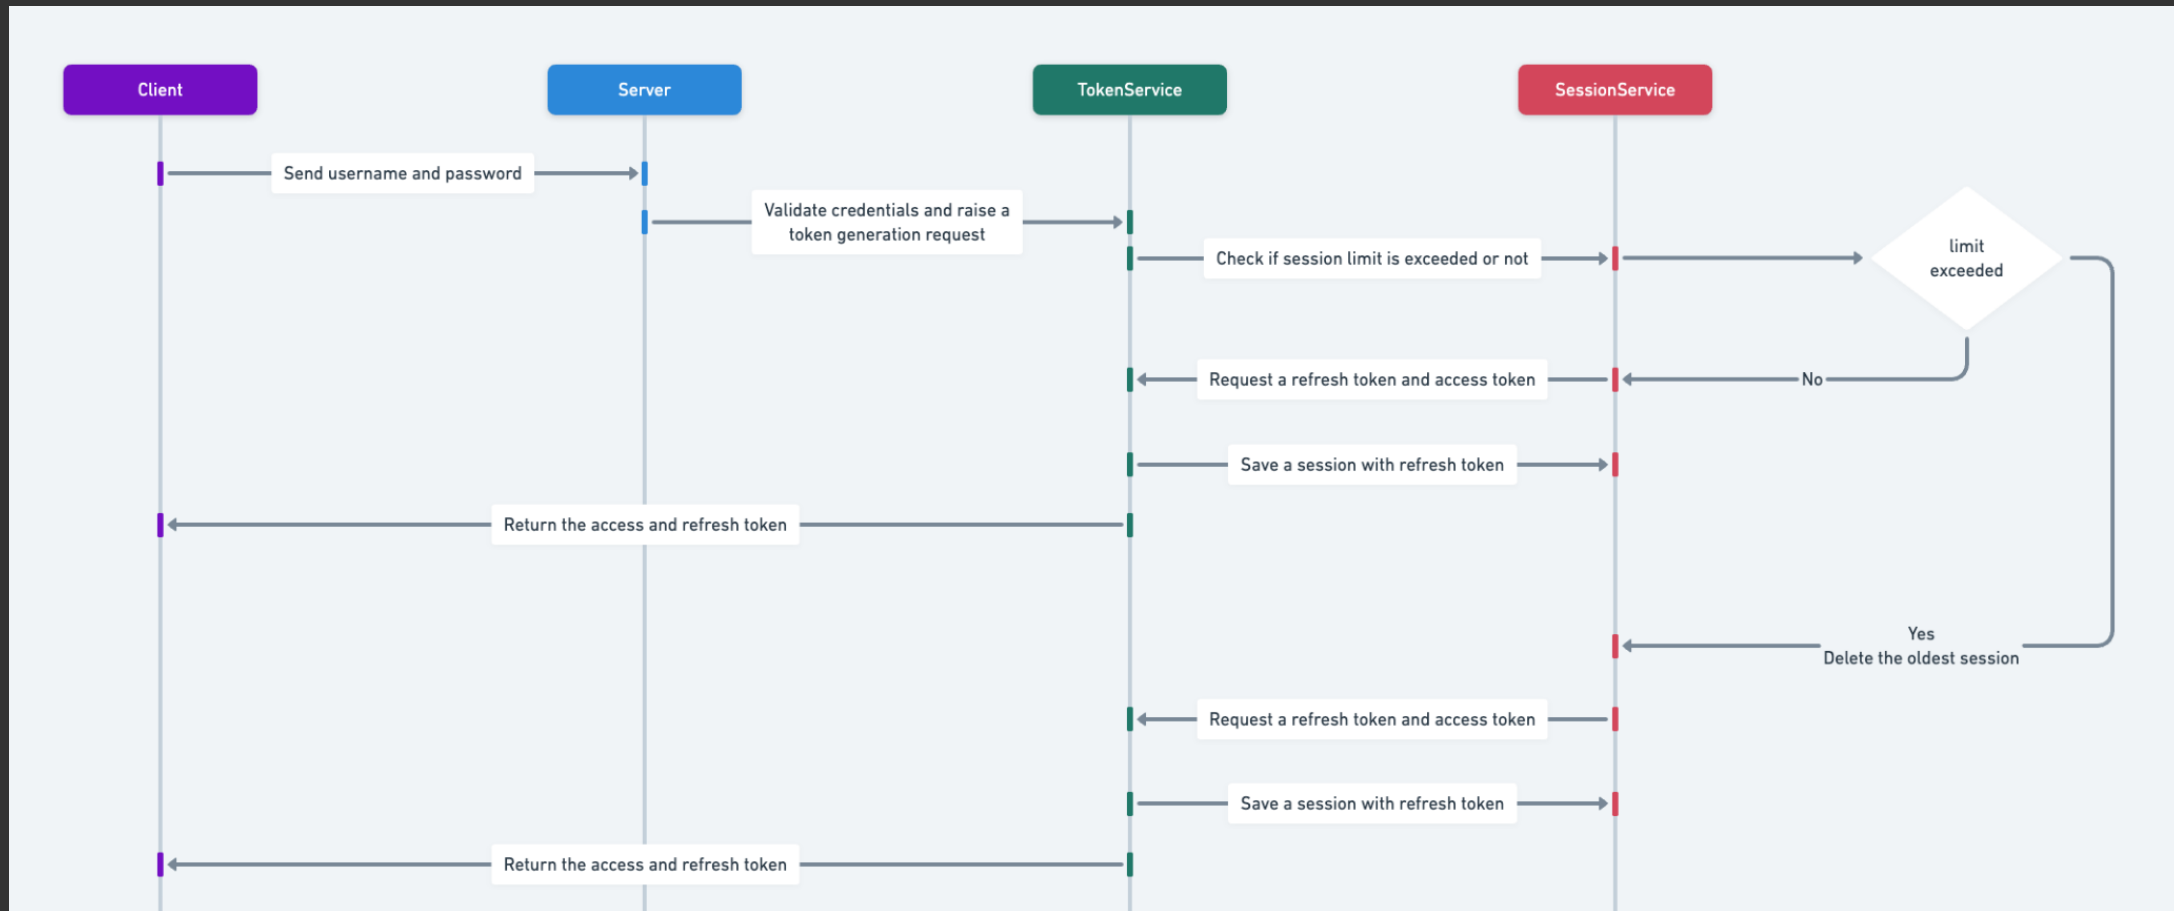 Client
Server
TokenService
SessionService
Send username and password
Validate credentials and raise a
token generation request
Check if session limit is exceeded or not
limit
exceeded
Request a refresh token and access token
No
Save a session with refresh token
Return the access and refresh token
Yes
Delete the oldest session
Request a refresh token and access token
Save a session with refresh token
Return the access and refresh token